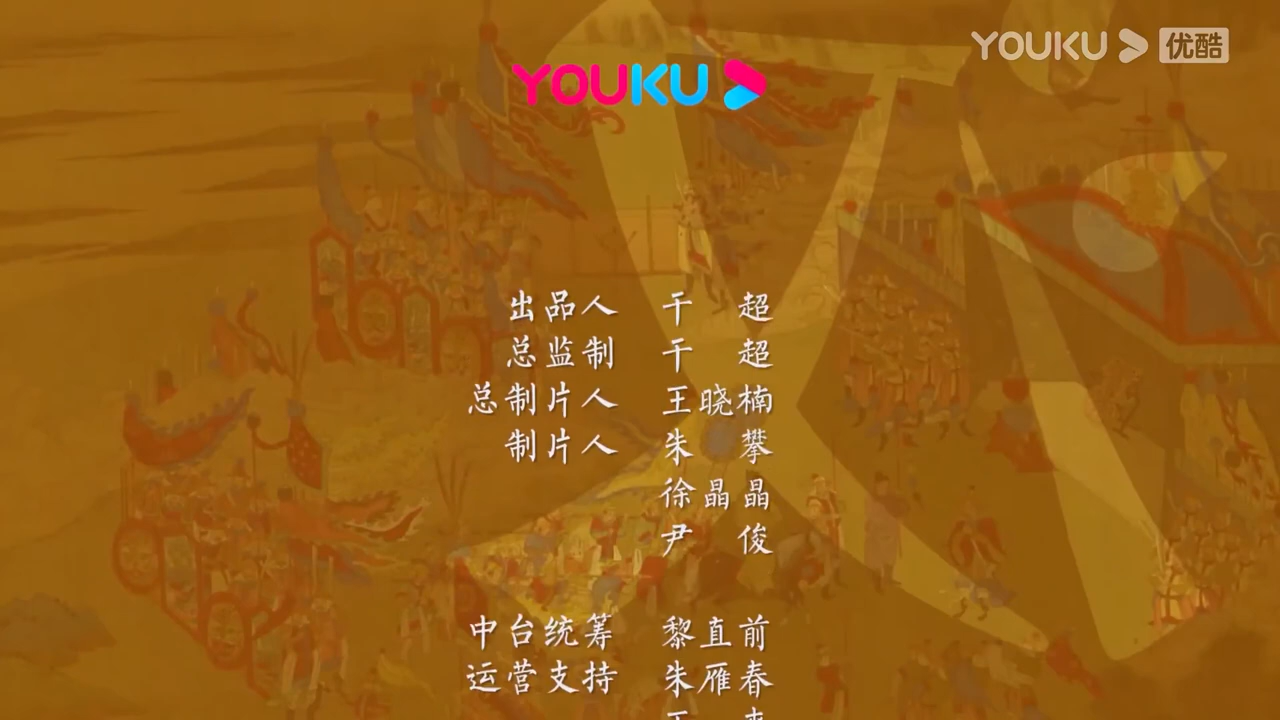 YOUKU 优酷
YOUKU
出品人 干 超
总监制 干 超
总制片人 王晓楠
制片人 朱 攀
徐晶晶
尹 俊
中台统筹 黎直前
运营支持 朱雁春